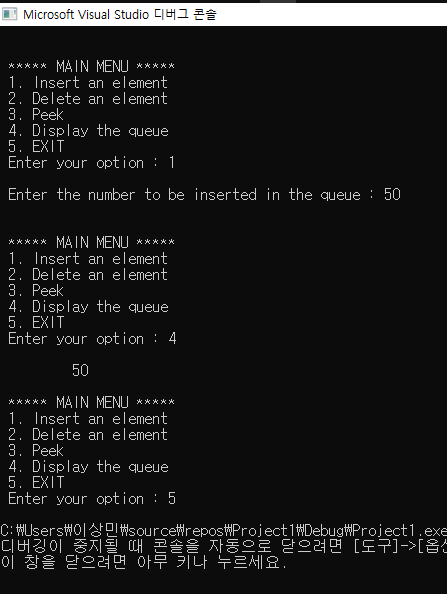 Microsoft Visual Studio 디버그 콘솔
***** MAIN MENU *****
1. Insert an element
2. Delete an element
3. Peek
4. Display the queue
5. EXIT
Enter your option : 1
Enter the number to be inserted in the queue : 50
***** MAIN MENU *****
1. Insert an element
2. Delete an element
3. Peek
4. Display the queue
5. EXIT
Enter your option : 4
50
***** MAIN MENU *****
1. Insert an element
2. Delete an element
3. Peek
4. Display the queue
5. EXIT
Enter your option : 5
C:₩Users₩이상민₩source₩repos₩Project1₩Debug₩Project1.exe
디버깅이 중지될 때 콘솔을 자동으로 닫으려면 [도구]->[옵션
이 창을 닫으려면 아무 키나 누르세요.